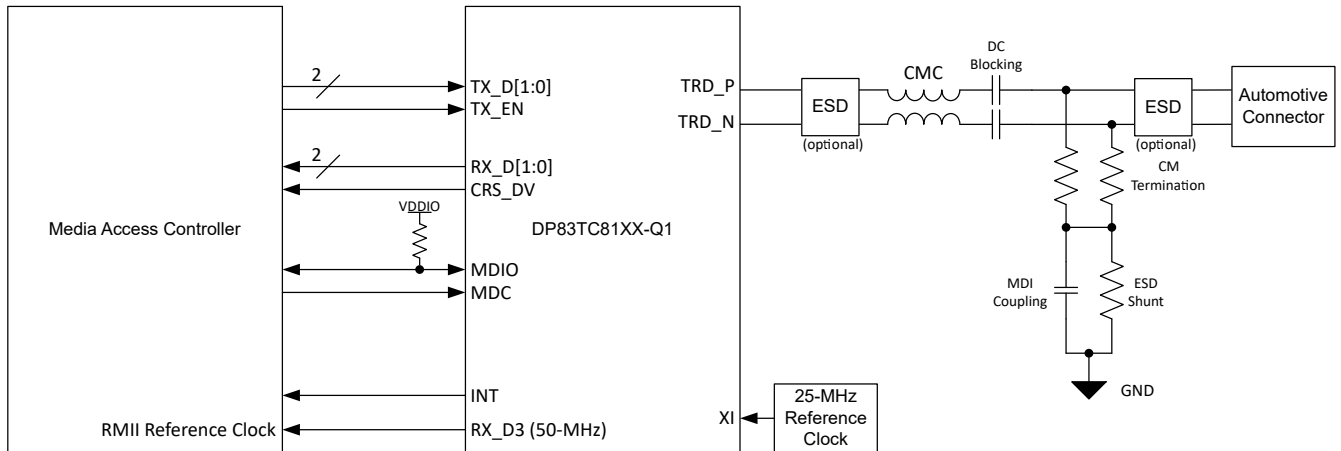 Media Access Controller
RMII Reference Clock
2
2
VDDIO
TX_D[1:0]
TX_EN
RX_D[1:0]
CRS_DV
MDIO
MDC
INT
RX_D3 (50-MHz)
DP83TC81XX-Q1
TRD_P
TRD_N
XI
25-MHz
Reference
Clock
ESD
(optional)
CMC
DC
Blocking
ESD
(optional)
CM
Termination
Automotive
Connector
MDI
Coupling
ESD
Shunt
GND